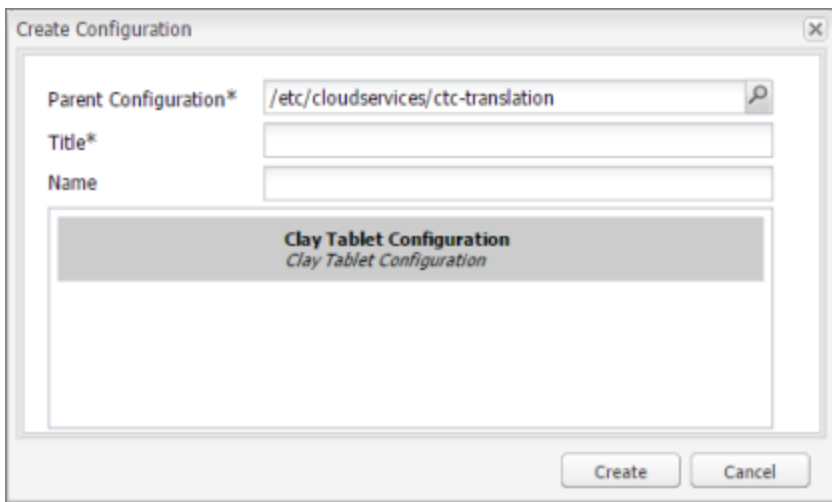 Create Configuration
Parent Configuration* /etc/cloudservices/ctc-translation
Title*
Name
Clay Tablet Configuration
Clay Tablet Configuration
Create Cancel